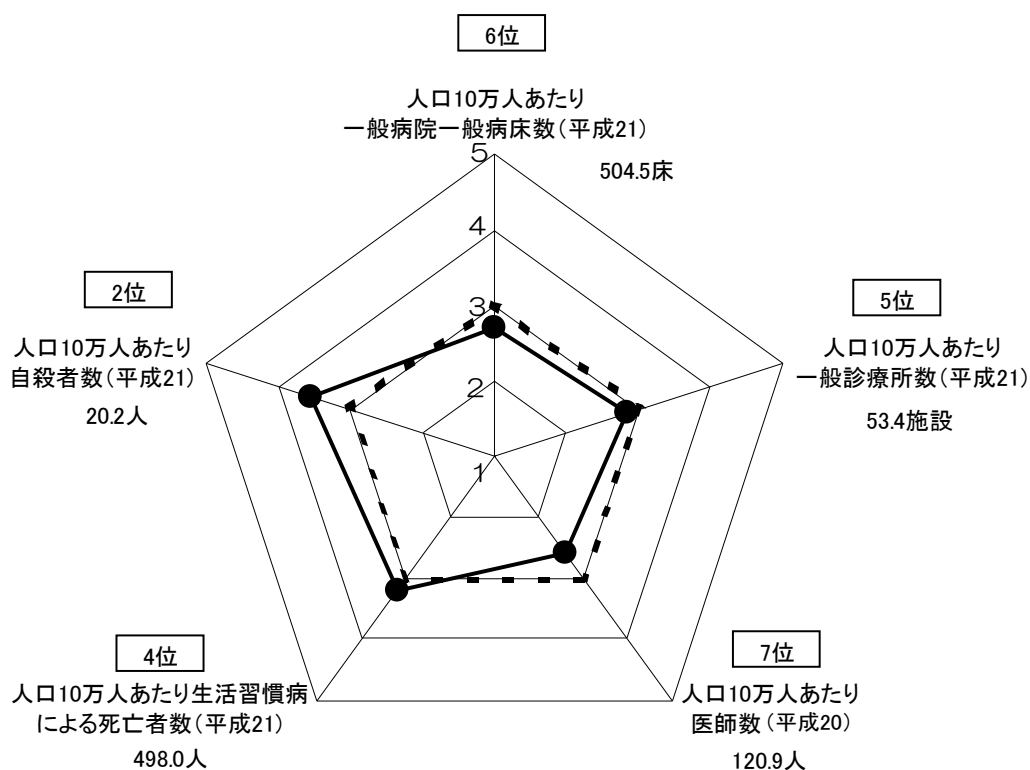 6位
人口10万人あたり
一般病院一般病床数（平成21）
504.5床
5
4
3
2
1
2位
人口10万人あたり
自殺者数（平成21）
20.2人
5位
人口10万人あたり
一般診療所数（平成21）
53.4施設
4位
人口10万人あたり生活習慣病
による死亡者数（平成21）
498.0人
7位
人口10万人あたり
医師数（平成20）
120.9人